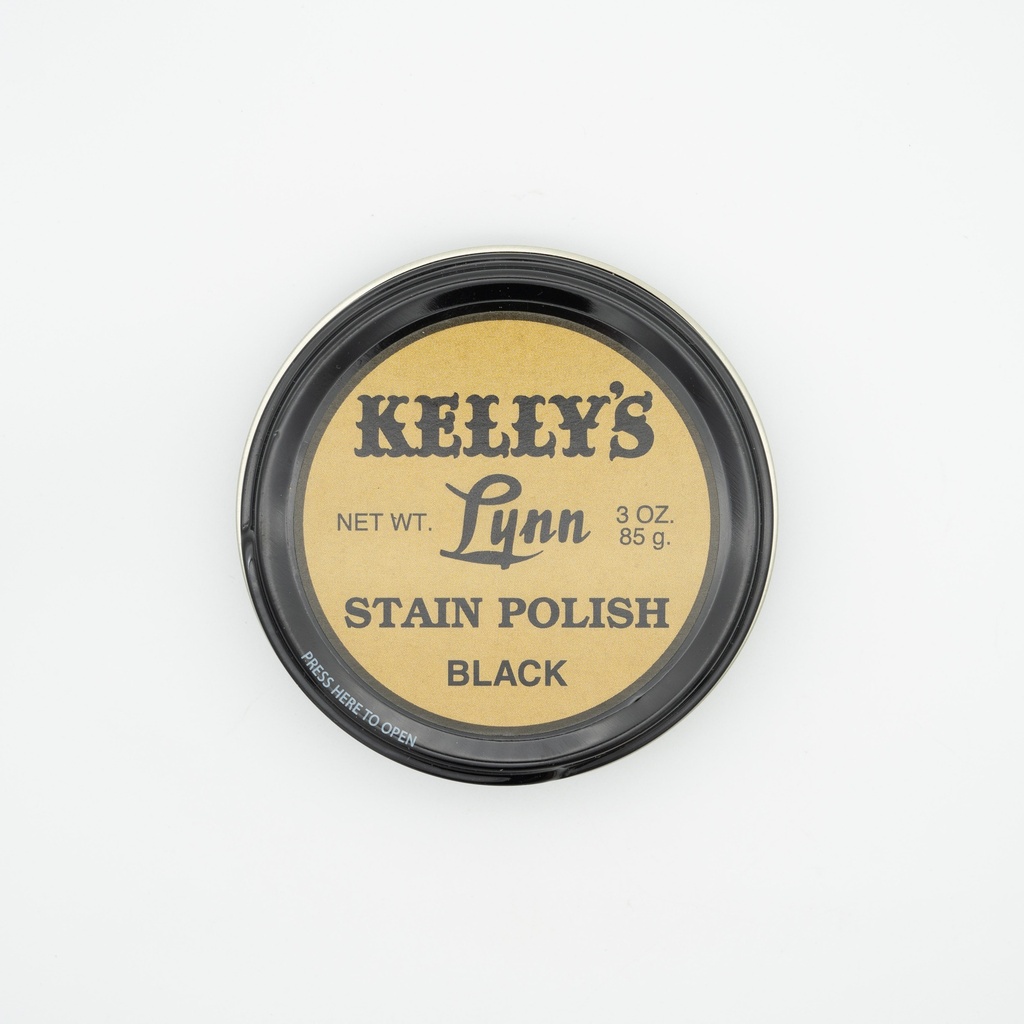 KELLY'S
Lynn
NET WT.
3 OZ.
85 g.
STAIN POLISH
BLACK
PRESS HERE TO OPEN